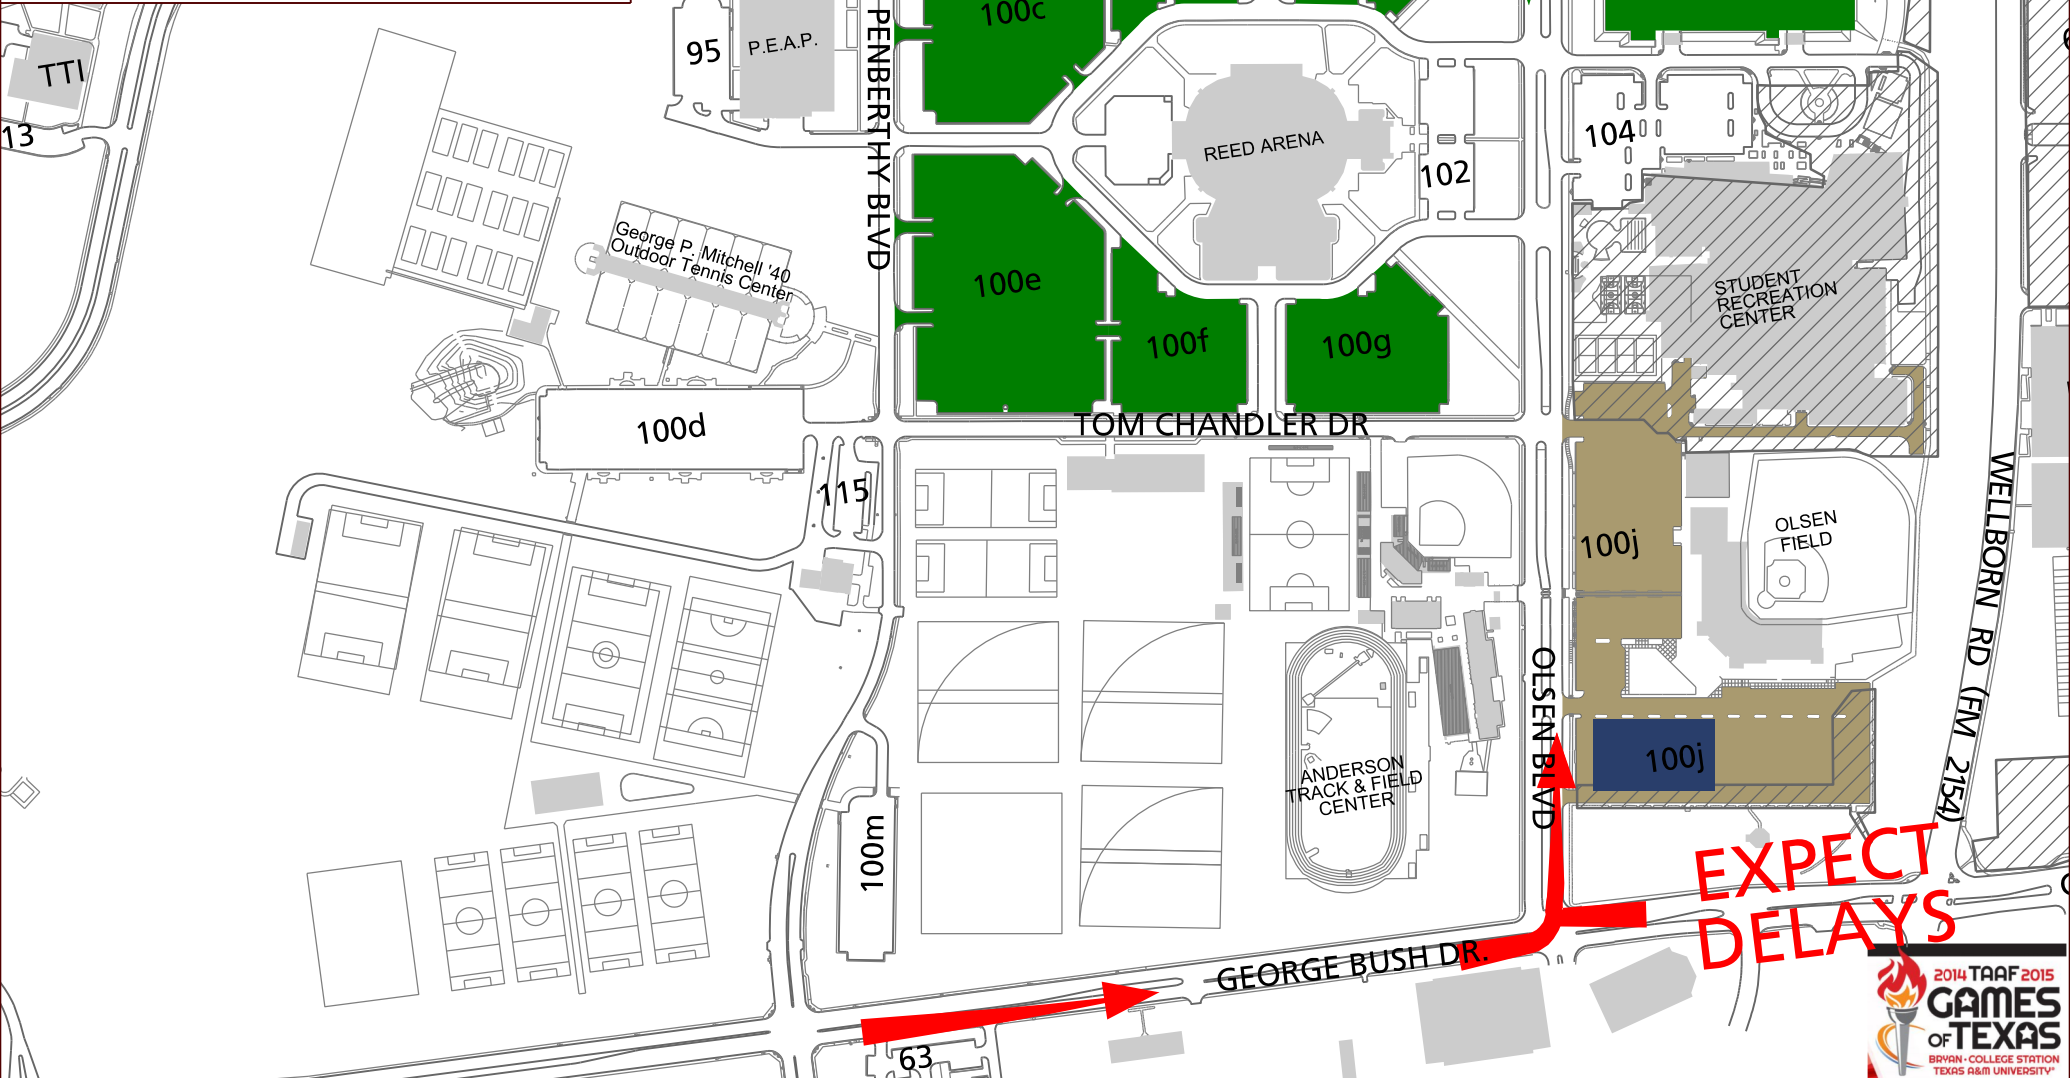 100c
95
P.E.A.P.
PENBERTHY BLVD
TTI
13
REED ARENA
102
104
George P. Mitchell '40
Outdoor Tennis Center
100e
100f
100g
STUDENT
RECREATION
CENTER
100d
TOM CHANDLER DR
115
100j
OLSEN
FIELD
WELLBORN RD (FM 2154)
OLSEN BLVD
100j
ANDERSON
TRACK & FIELD
CENTER
100m
EXPECT
DELAYS
GEORGE BUSH DR.
63
2014 TAAF 2015
GAMES
OF TEXAS
BRYAN • COLLEGE STATION
TEXAS A&M UNIVERSITY